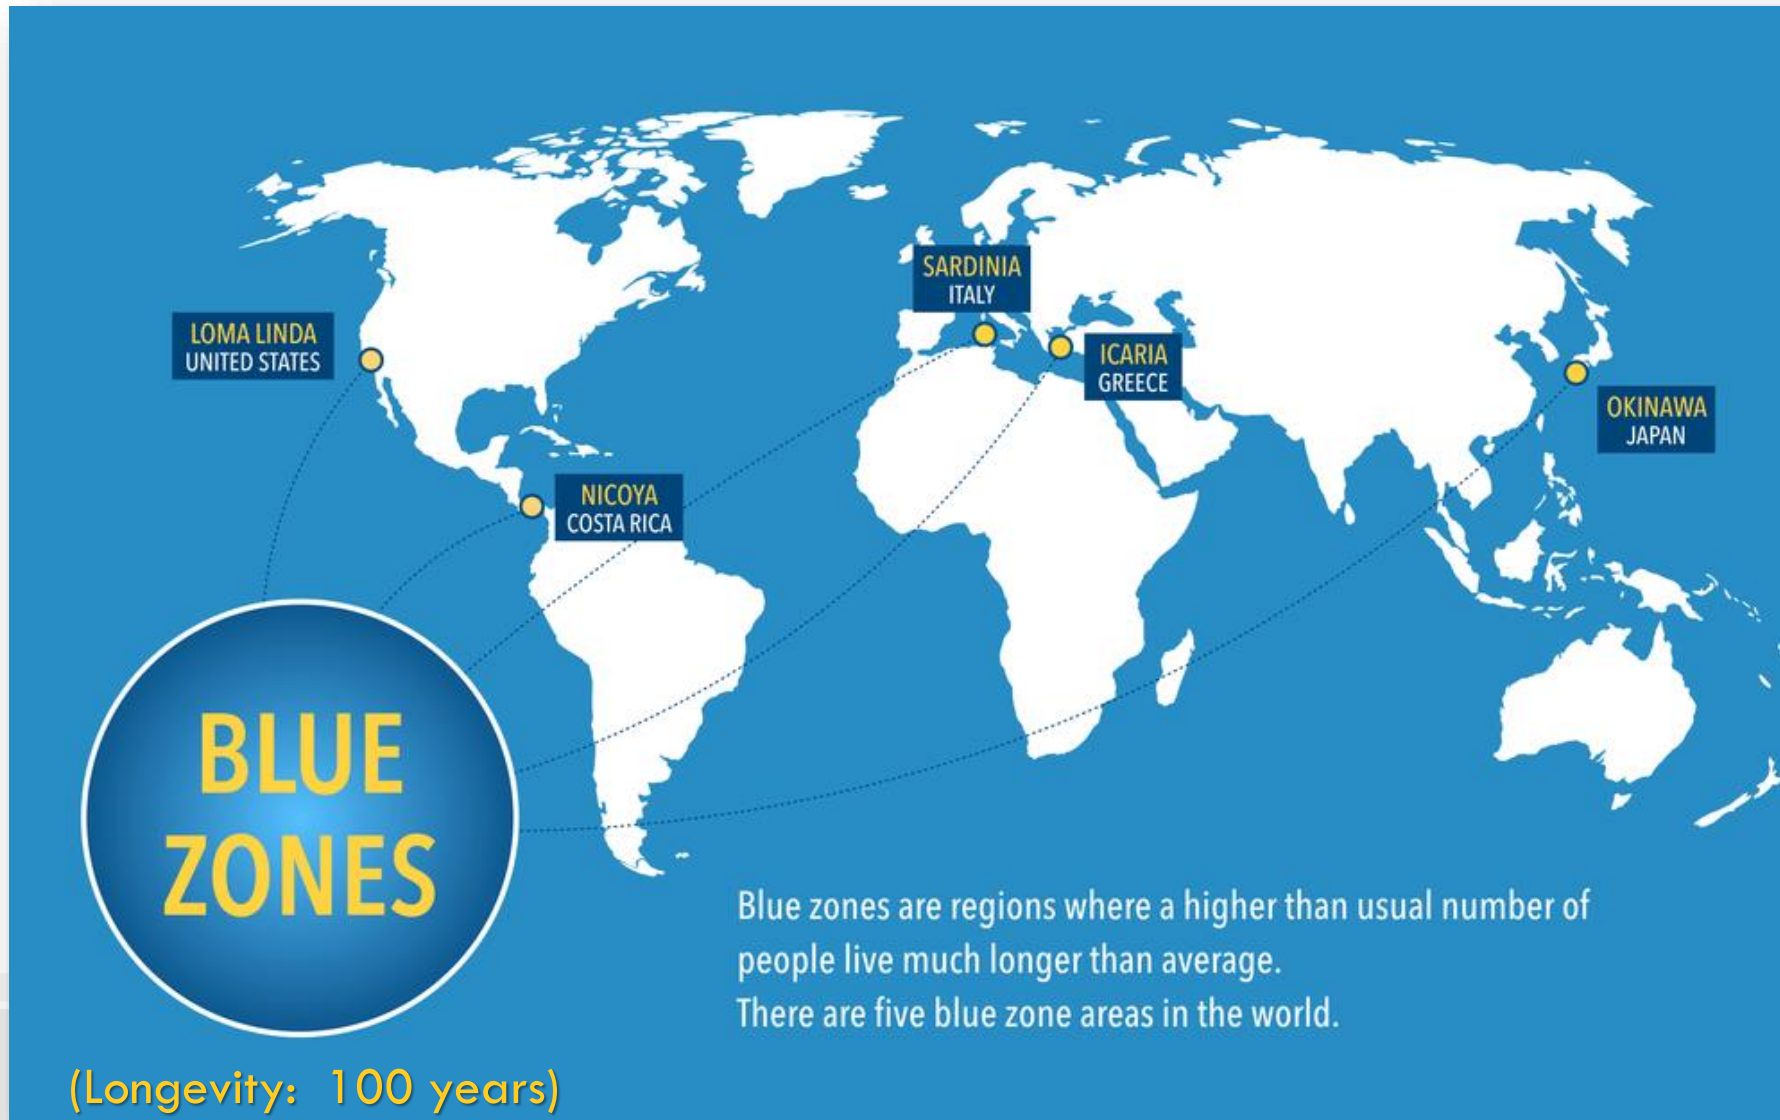 SARDINIA
ITALY
LOMA LINDA
UNITED STATES
ICARIA
GREECE
OKINAWA
JAPAN
NICOYA
COSTA RICA
BLUE
ZONES
Blue zones are regions where a higher than usual number of
people live much longer than average.
There are five blue zone areas in the world.
(Longevity:  100 years)